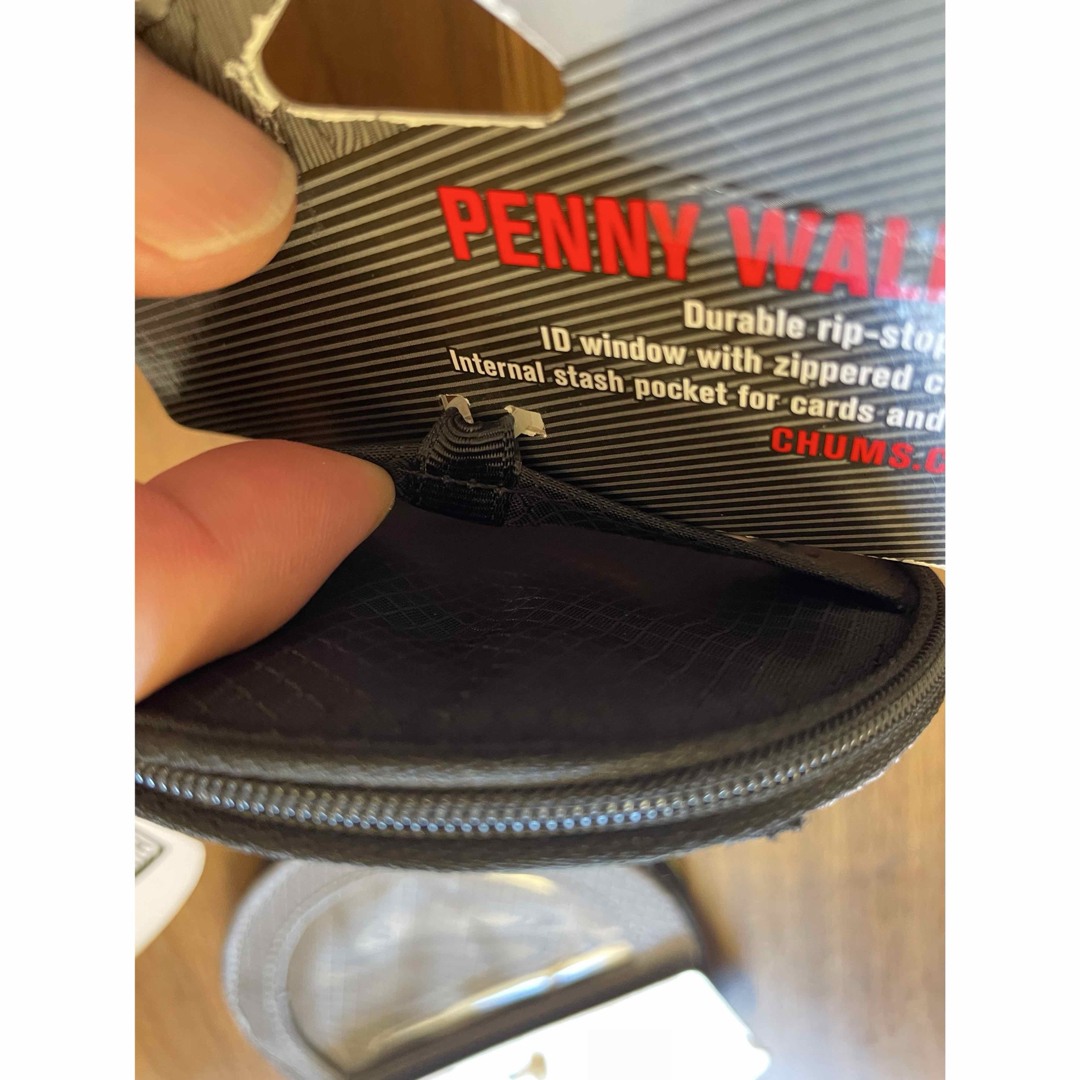 PENNY WAL
Durable rip-stop
ID window with zippered c
Internal stash pocket for cards and
CHUMS.C